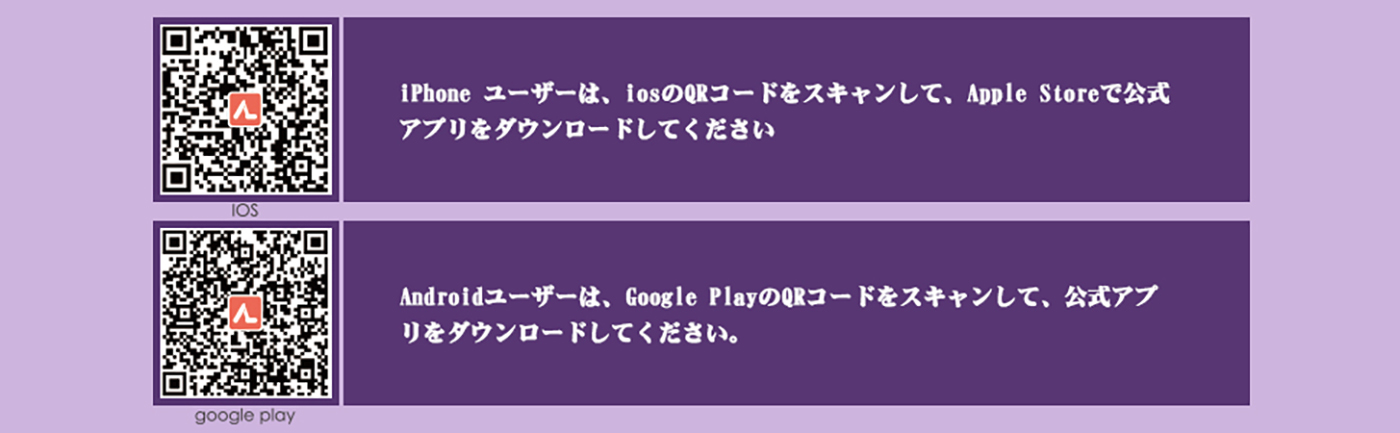 iPhone ユーザーは、iosのQRコードをスキャンして、Apple Storeで公式
アプリをダウンロードしてください
IOS
Androidユーザーは、Google PlayのQRコードをスキャンして、公式アプ
リをダウンロードしてください。
google play